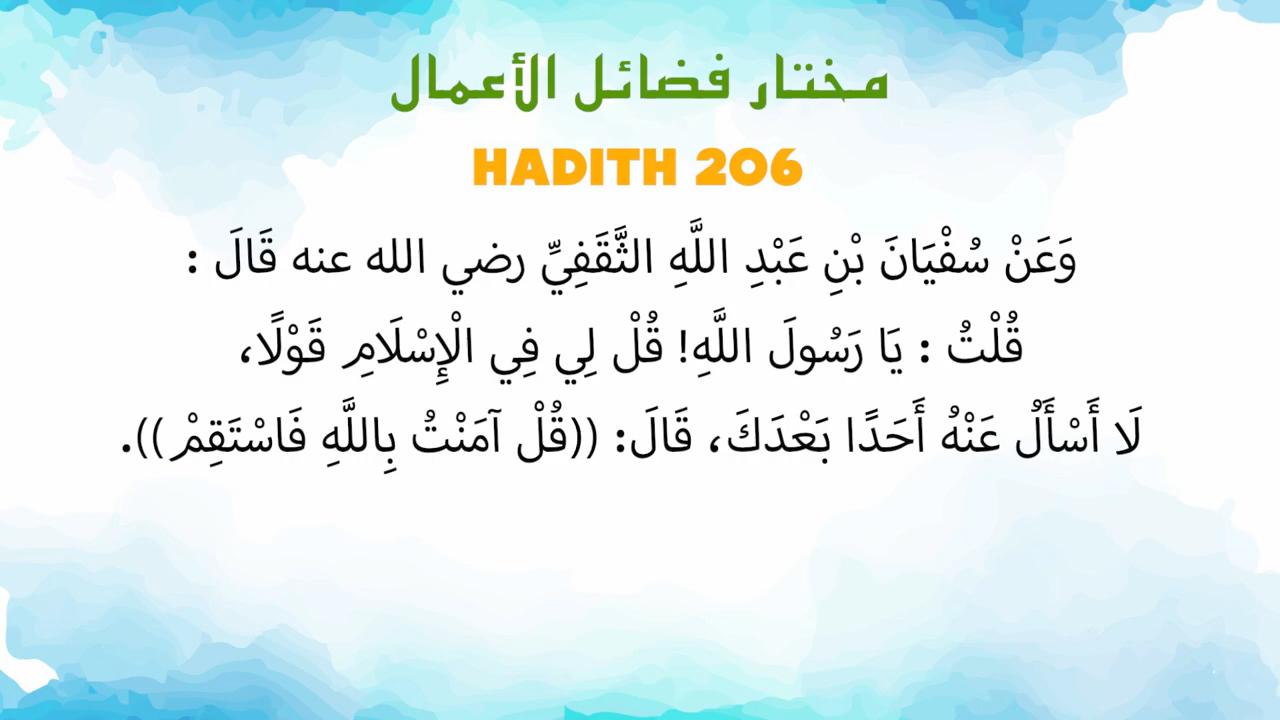 مختار فضائل الأعمال
HADITH 206
وَعَنْ سُفْيَانَ بْنِ عَبْدِ اللَّهِ الثَّقَفِيِّ رضي الله عنه قَالَ :
قُلْتُ : يَا رَسُولَ اللَّهِ! قُلْ لِي فِي الْإِسْلَامِ قَوْلًا،
لَا أَسْأَلُ عَنْهُ أَحَدًا بَعْدَكَ، قَالَ: ((قُلْ آمَنْتُ بِاللَّهِ فَاسْتَقِمْ)).